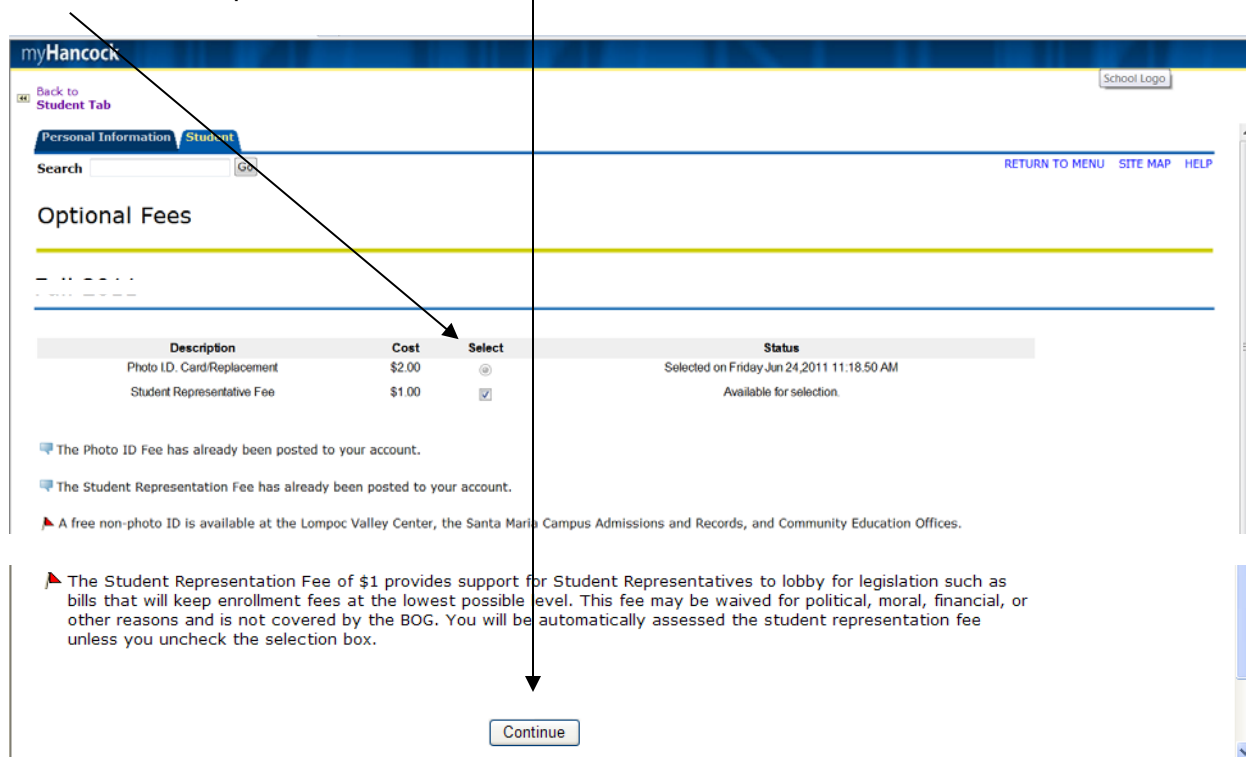 myHancock
School Logo
Back to
Student Tab
Personal Information Student
Search Go RETURN TO MENU SITE MAP HELP
Optional Fees
Description Cost Select Status
Photo I.D. Card/Replacement $2.00 Selected on Friday Jun 24,2011 11:18.50 AM
Student Representative Fee $1.00 Available for selection.
The Photo ID Fee has already been posted to your account.
The Student Representation Fee has already been posted to your account.
A free non-photo ID is available at the Lompoc Valley Center, the Santa Maria Campus Admissions and Records, and Community Education Offices.
The Student Representation Fee of $1 provides support for Student Representatives to lobby for legislation such as
bills that will keep enrollment fees at the lowest possible level. This fee may be waived for political, moral, financial, or
other reasons and is not covered by the BOG. You will be automatically assessed the student representation fee
unless you uncheck the selection box.
Continue